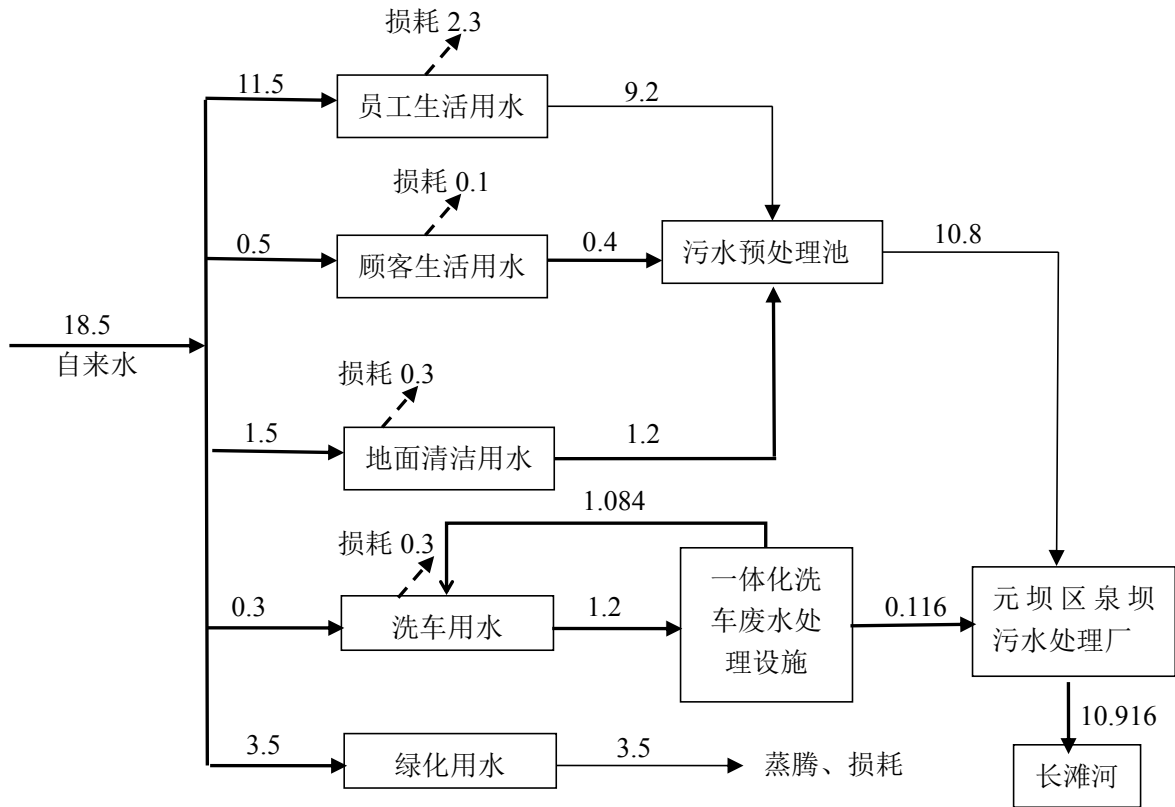 损耗 2.3
11.5
员工生活用水
9.2
损耗 0.1
0.5
顾客生活用水
0.4
污水预处理池
10.8
18.5
自来水
损耗 0.3
1.5
地面清洁用水
1.2
1.084
损耗 0.3
0.3
洗车用水
1.2
一体化洗
车废水处
理设施
0.116
元坝区泉坝
污水处理厂
10.916
长滩河
3.5
绿化用水
3.5
蒸腾、损耗